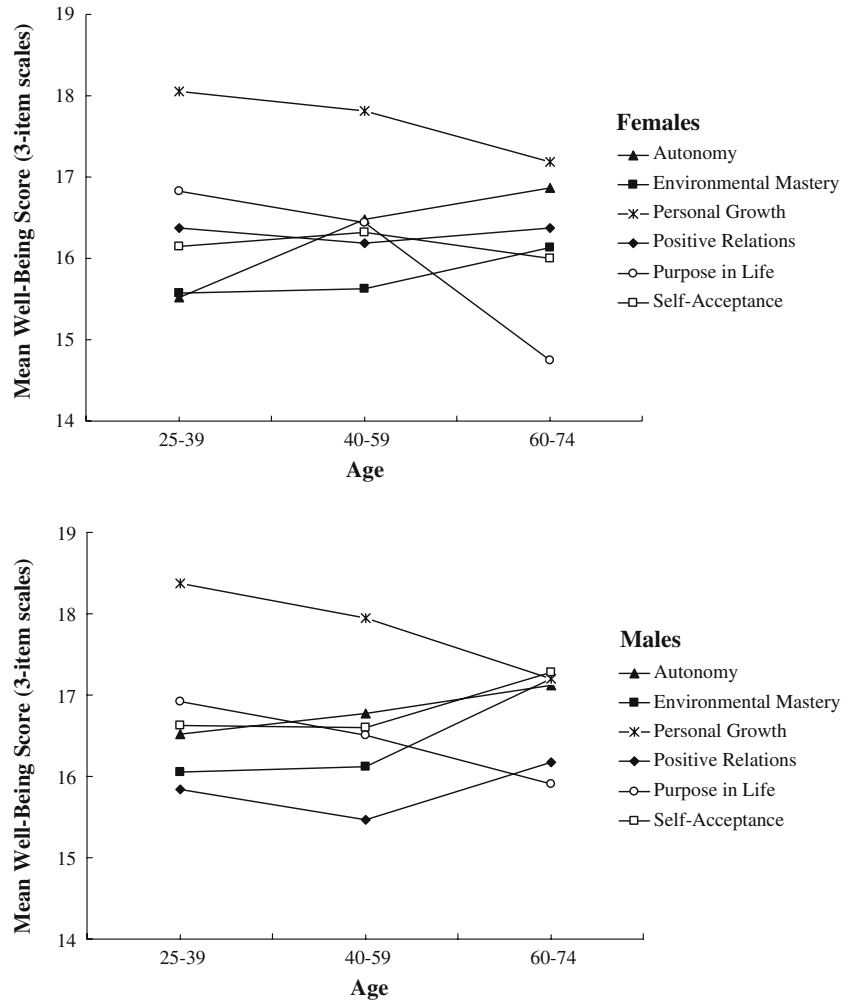 19
18
17
16
15
14
Mean Well-Being Score (3-item scales)
25-39
40-59
60-74
Age
Females
Autonomy
Environmental Mastery
Personal Growth
Positive Relations
Purpose in Life
Self-Acceptance
19
18
17
16
15
14
Mean Well-Being Score (3-item scales)
25-39
40-59
60-74
Age
Males
Autonomy
Environmental Mastery
Personal Growth
Positive Relations
Purpose in Life
Self-Acceptance